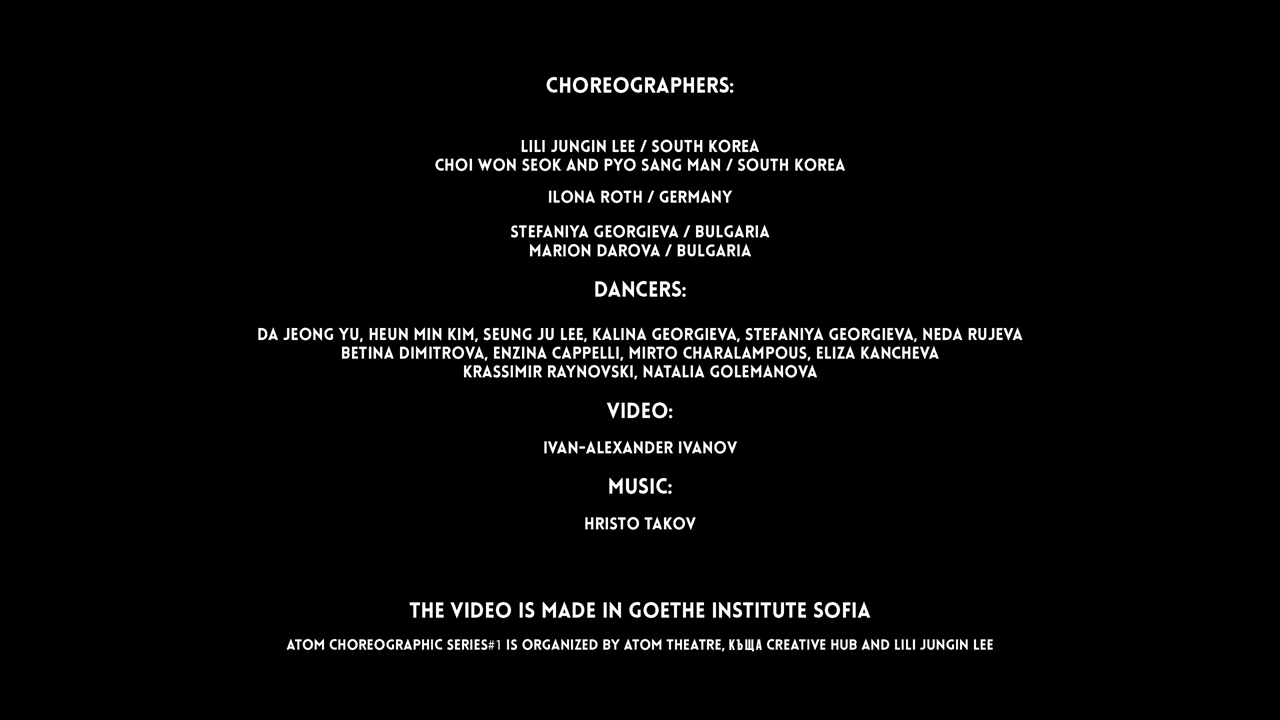 CHOREOGRAPHERS:
LILI JUNGIN LEE / SOUTH KOREA
CHOI WON SEOK AND PYO SANG MAN / SOUTH KOREA
ILONA ROTH / GERMANY
STEFANIYA GEORGIEVA / BULGARIA
MARION DAROVA / BULGARIA
DANCERS:
DA JEONG YU, HEUN MIN KIM, SEUNG JU LEE, KALINA GEORGIEVA, STEFANIYA GEORGIEVA, NEDA RUJEVA
BETINA DIMITROVA, ENZINA CAPPELLI, MIRTO CHARALAMPOUS, ELIZA KANCHEVA
KRASSIMIR RAYNOVSKI, NATALIA GOLEMANOVA
VIDEO:
IVAN-ALEXANDER IVANOV
MUSIC:
HRISTO TAKOV
THE VIDEO IS MADE IN GOETHE INSTITUTE SOFIA
ATOM CHOREOGRAPHIC SERIES#1 IS ORGANIZED BY ATOM THEATRE, КЪЩА CREATIVE HUB AND LILI JUNGIN LEE